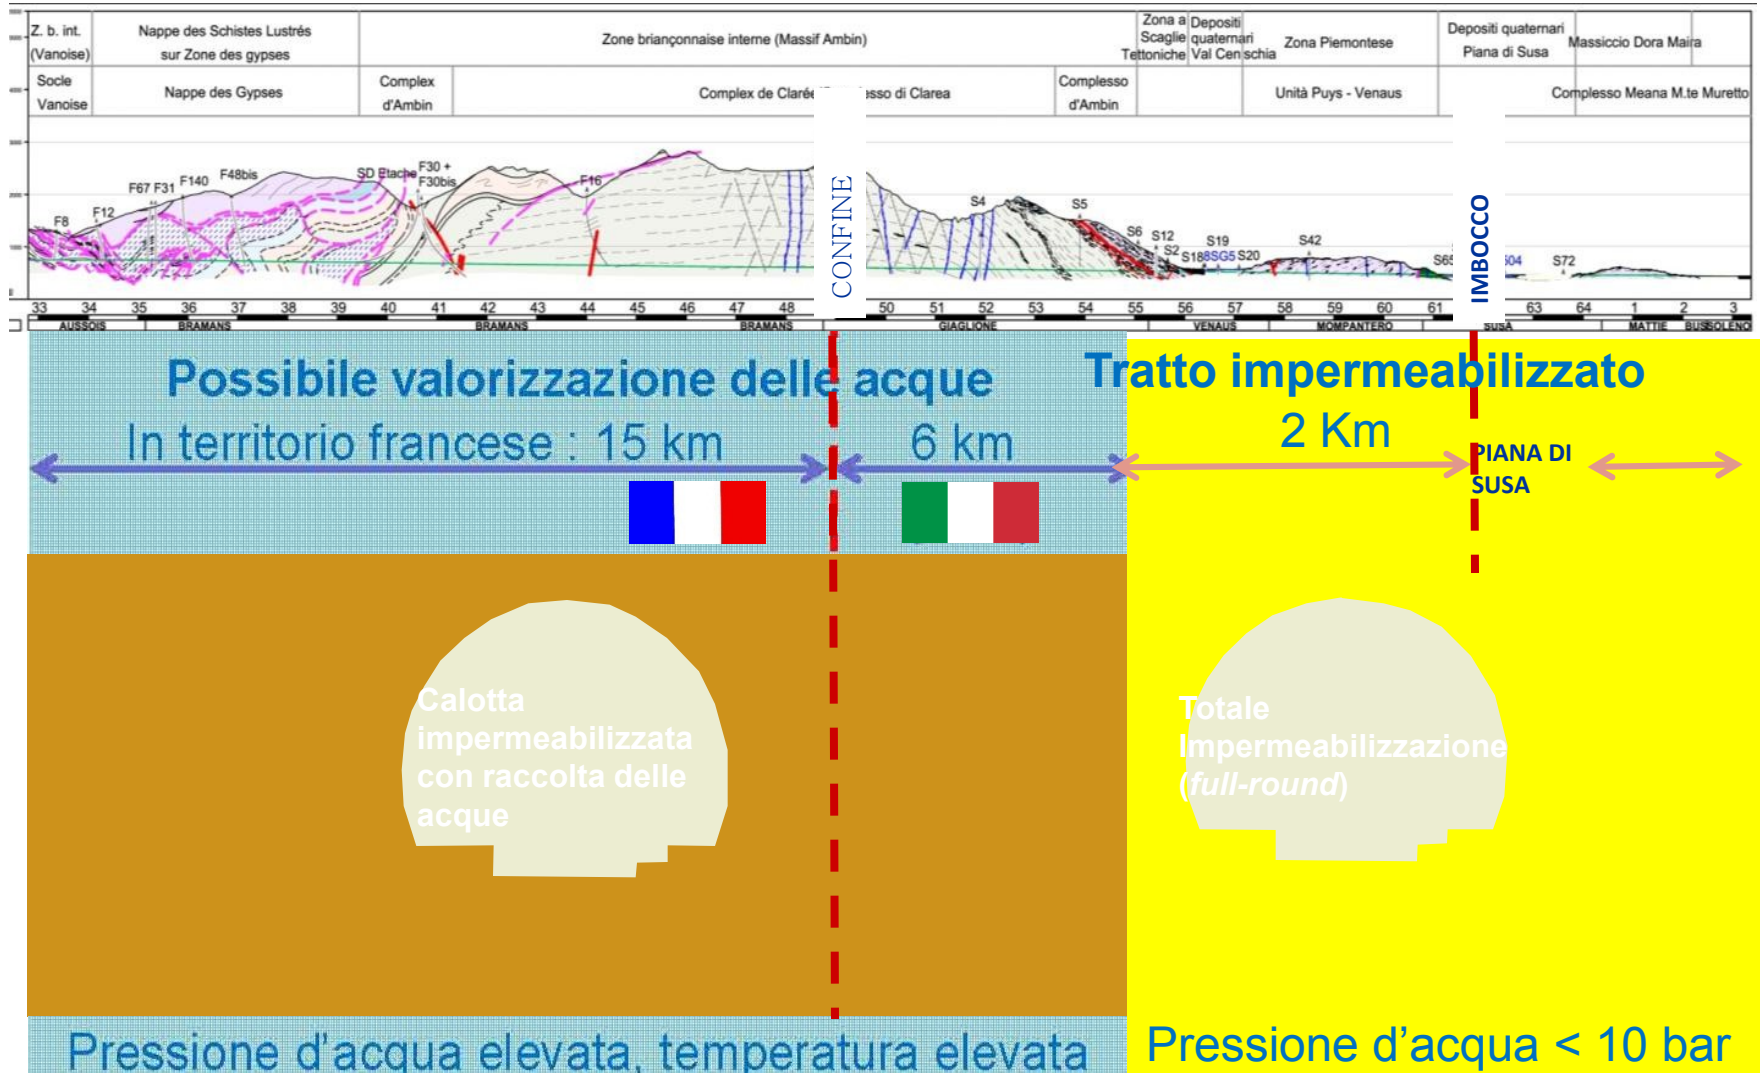 Z. b. int.
(Vanoise)
Nappe des Schistes Lustrés
sur Zone des gypses
Zone briançonnaise interne (Massif Ambin)
Zona a
Scaglie
Tettoniche
Depositi
quaternari
Val Cenischia
Zona Piemontese
Depositi quaternari
Piana di Susa
Massiccio Dora Maira
Socle
Vanoise
Nappe des Gypses
Complex
d'Ambin
Complex de Clarée
sso di Clarea
Complesso
d'Ambin
Unità Puys - Venaus
Complesso Meana M.te Muretto
F8
F12
F67 F31
F140
F48bis
SD Etache
F30 +
F30bis
F16
CONFINE
S4
S5
S6
S12
S2
S18
8SG5
S19
S20
S42
S65
IMBOCCO
S04
S72
33 34 35 36 37 38 39 40 41 42 43 44 45 46 47 48 50 51 52 53 54 55 56 57 58 59 60 61 63 64 1 2 3
AUSSOIS BRAMANS BRAMANS BRAMANS GIAGLIONE VENAUS MOMPANTERO SUSA MATTIE BUSSOLENO
Possibile valorizzazione delle acque
In territorio francese : 15 km
6 km
Tratto impermeabilizzato
2 Km
PIANA DI
SUSA
Calotta
impermeabilizzata
con raccolta delle
acque
Totale
Impermeabilizzazione
(full-round)
Pressione d'acqua elevata, temperatura elevata
Pressione d'acqua < 10 bar